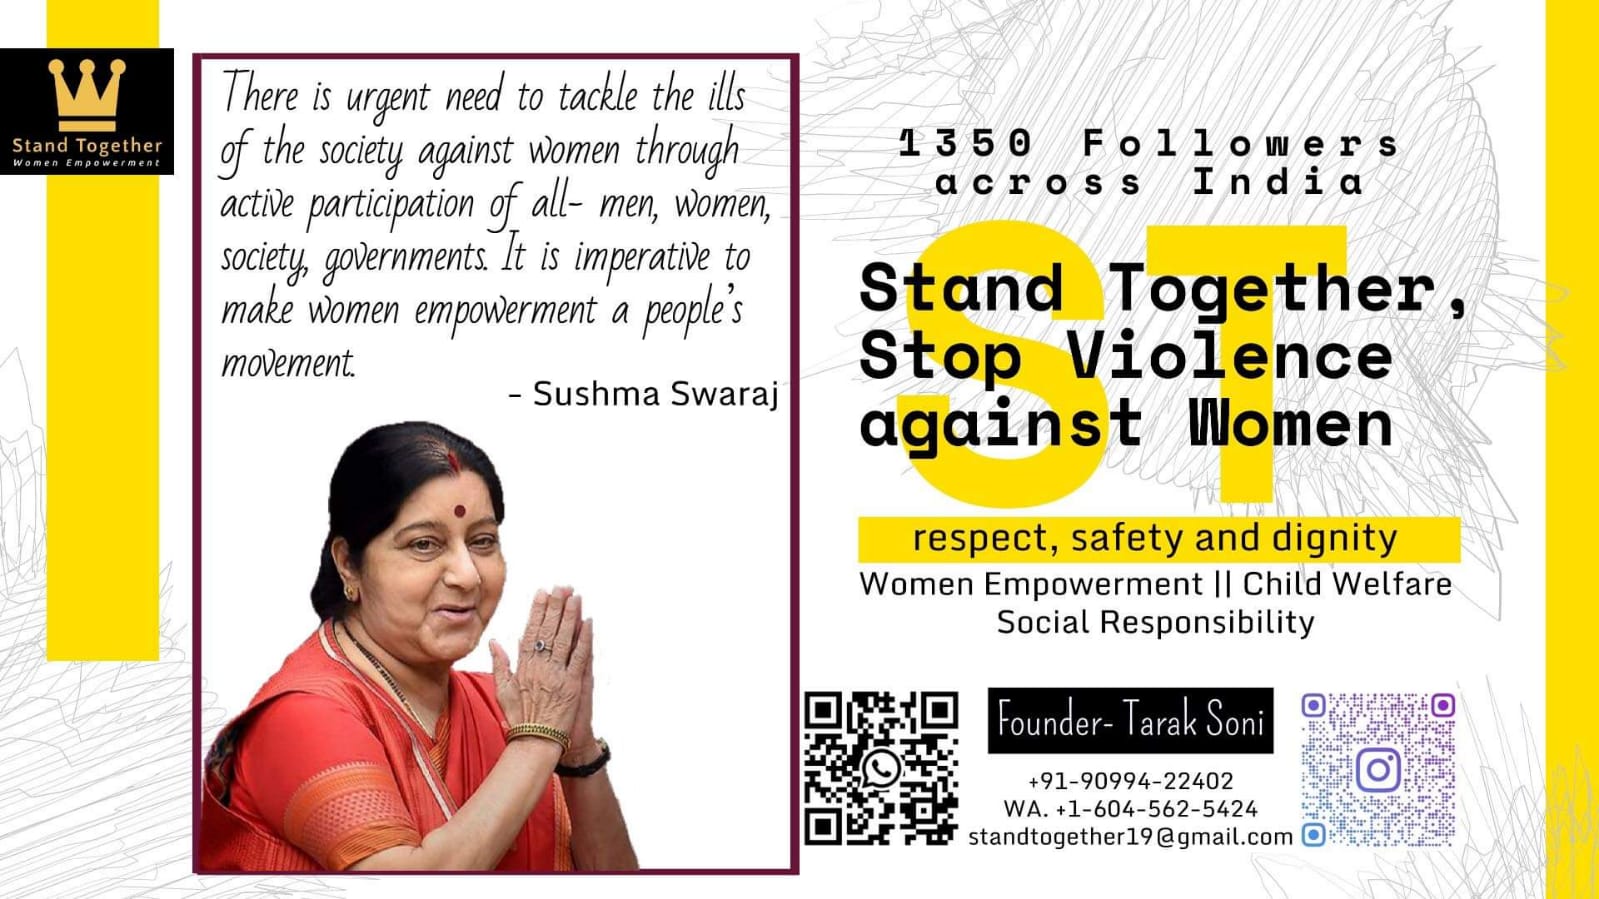 Stand Together
Women Empowerment
There is urgent need to tackle the ills
of the society against women through
active participation of all- men, women,
society, governments. It is imperative to
make women empowerment a people's
movement.
- Sushma Swaraj
1350 Followers
across India
ST
Stand Together,
Stop Violence
against Women
respect, safety and dignity
Women Empowerment || Child Welfare
Social Responsibility
Founder- Tarak Soni
+91-90994-22402
WA. +1-604-562-5424
standtogether19@gmail.com